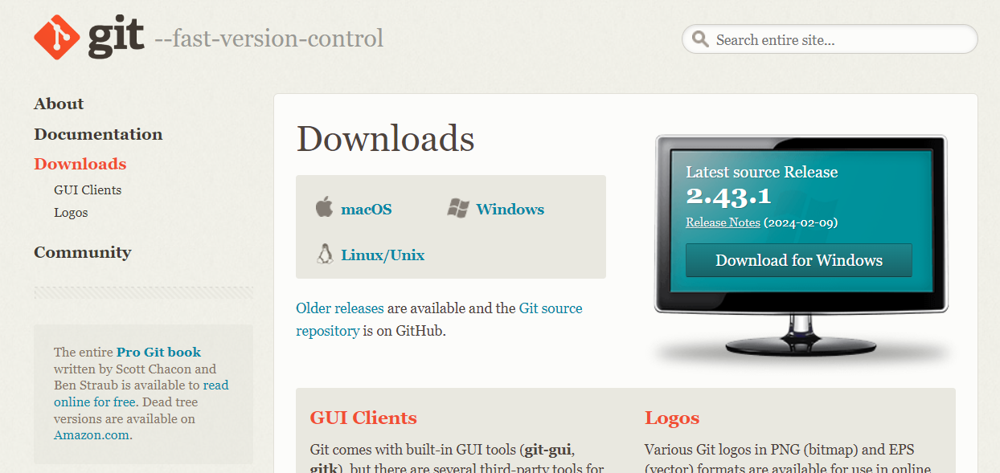 git --fast-version-control
Search entire site...
About
Documentation
Downloads
GUI Clients
Logos
Community
The entire Pro Git book
written by Scott Chacon and
Ben Straub is available to read
online for free. Dead tree
versions are available on
Amazon.com.
Downloads
macOS
Windows
Linux/Unix
Older releases are available and the Git source
repository is on GitHub.
Latest source Release
2.43.1
Release Notes (2024-02-09)
Download for Windows
GUI Clients
Git comes with built-in GUI tools (git-gui,
gitk), but there are several third-party tools for
Logos
Various Git logos in PNG (bitmap) and EPS
(vector) formats are available for use in online